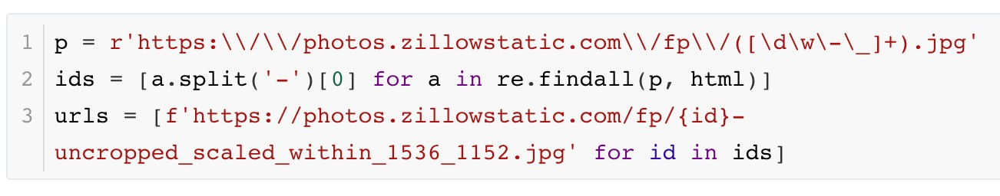 1 p = r'https:\\/\\/photos.zillowstatic.com\\/fp\\/([\d\w\-\_]+).jpg'
2 ids = [a.split('-')[0] for a in re.findall(p, html)]
3 urls = [f'https://photos.zillowstatic.com/fp/{id}-
uncropped_scaled_within_1536_1152.jpg' for id in ids]